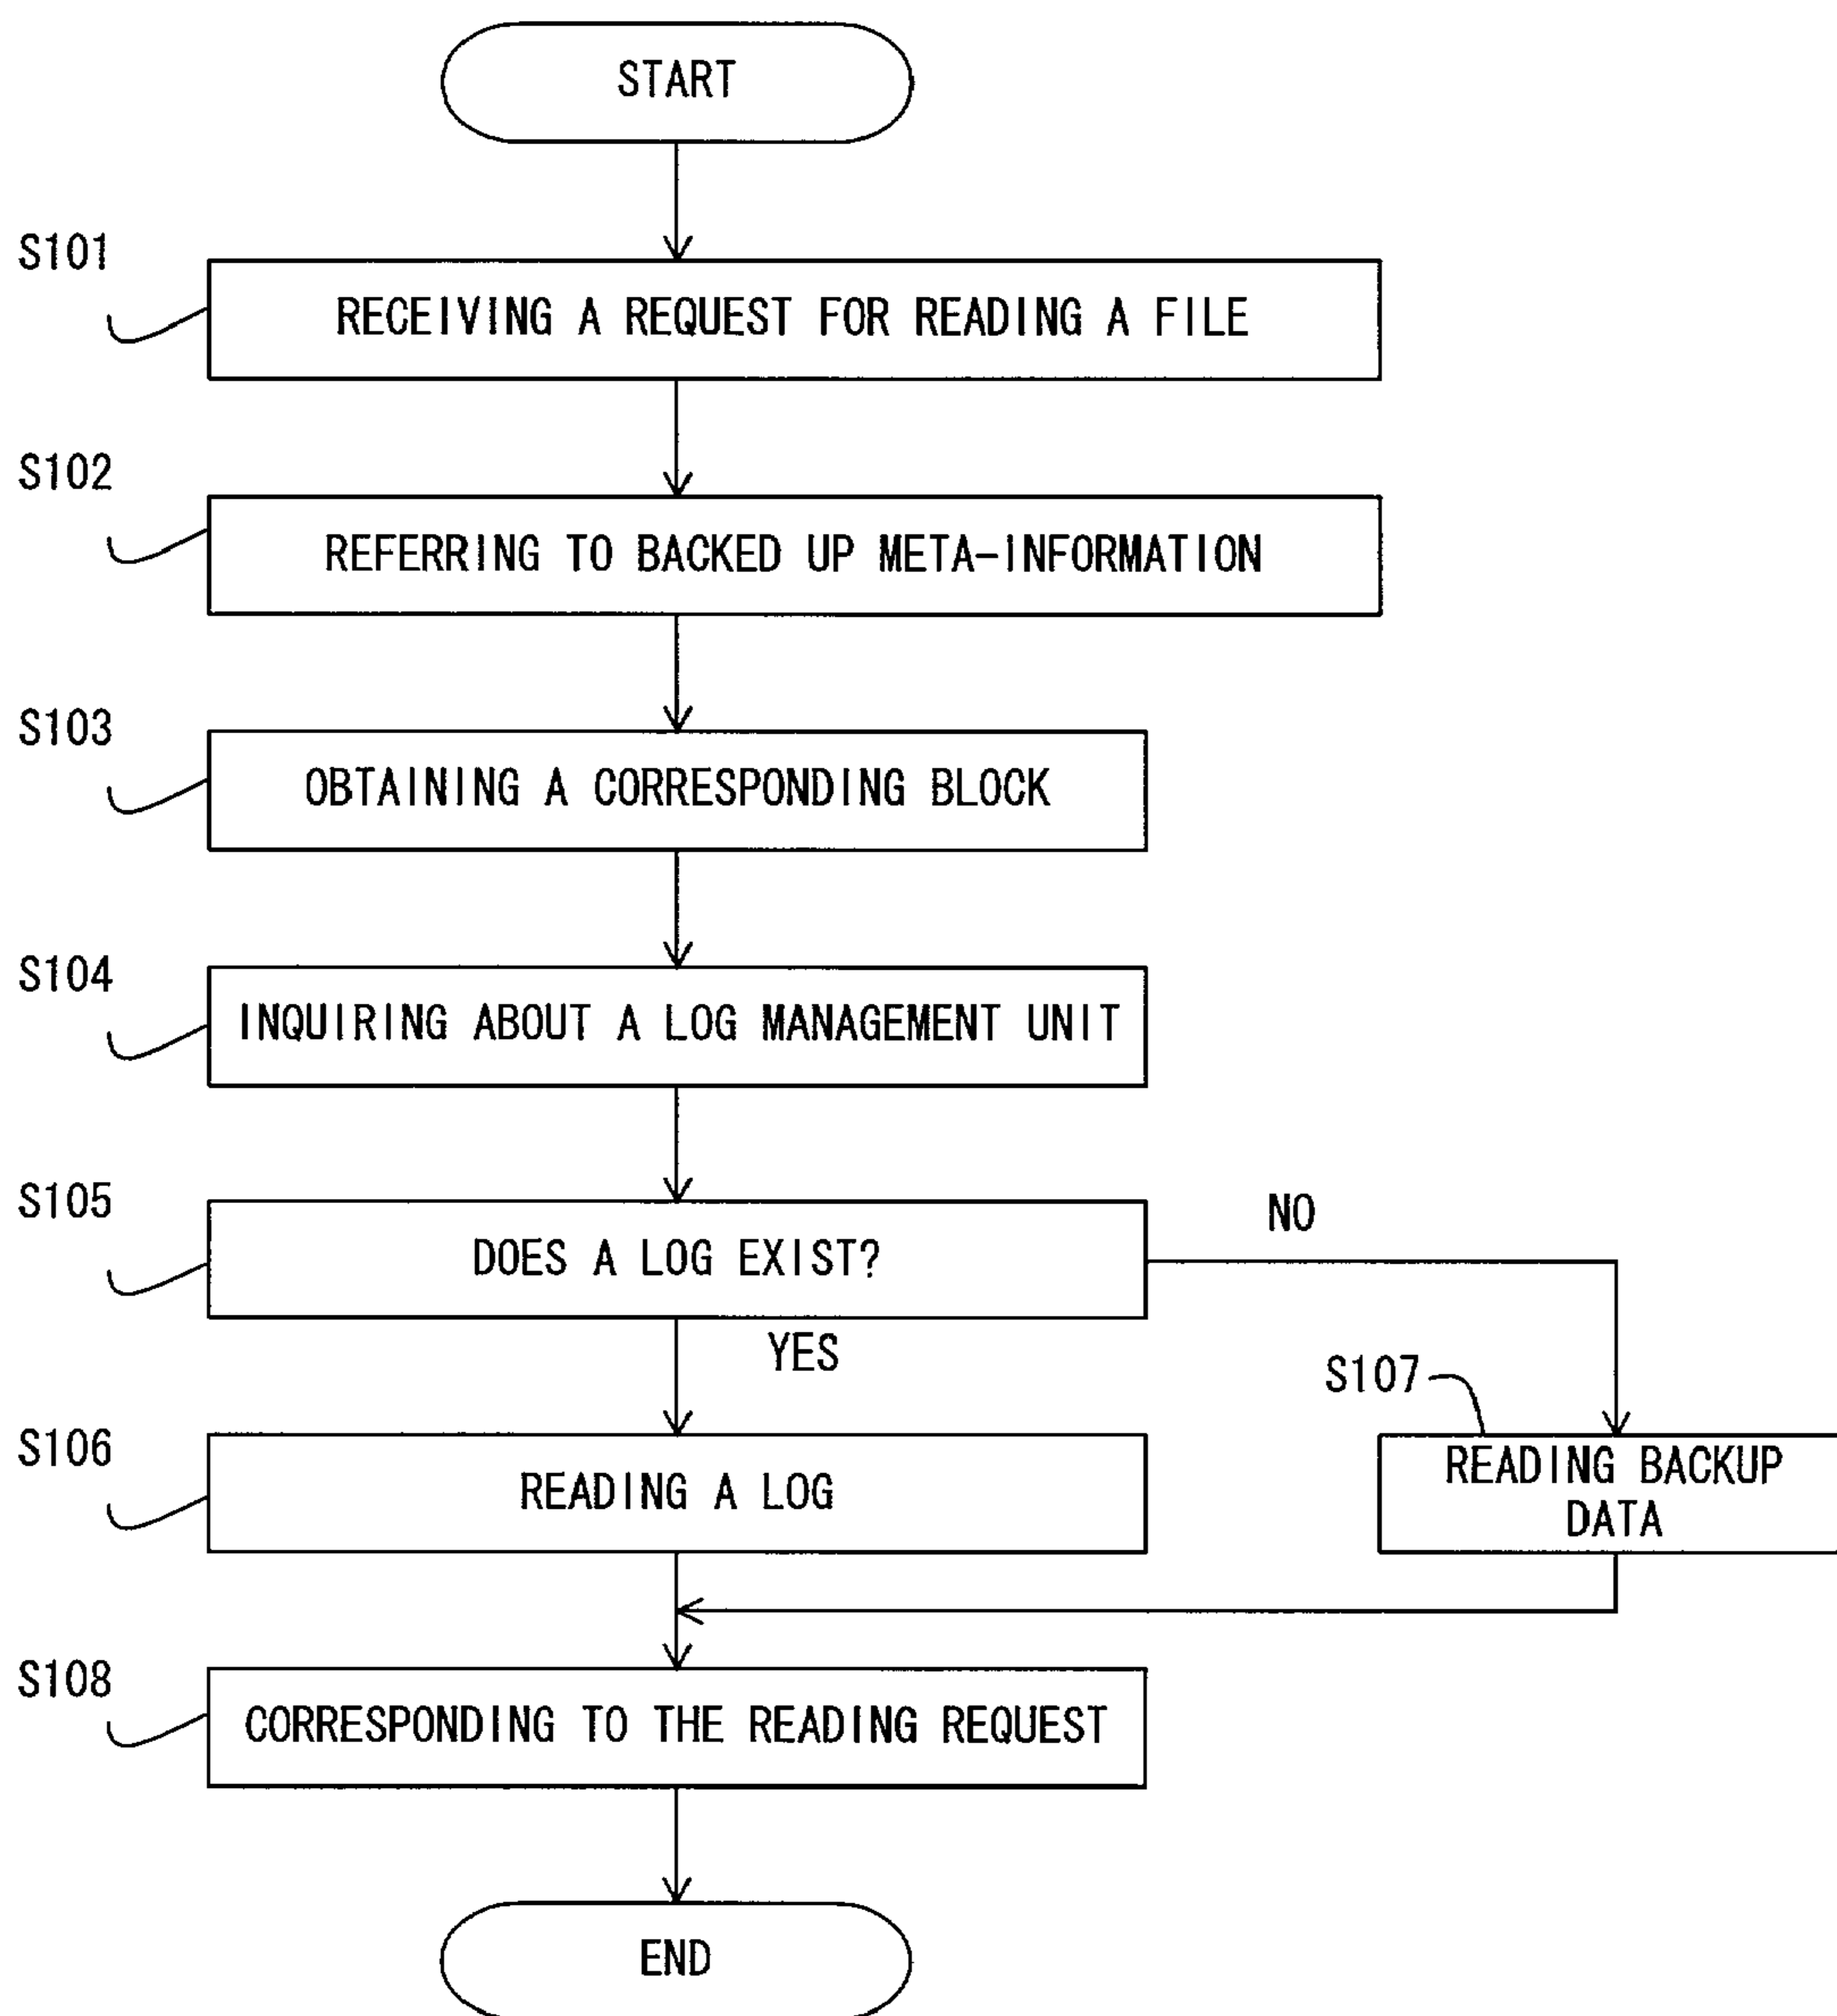 START
S101
RECEIVING A REQUEST FOR READING A FILE
S102
REFERRING TO BACKED UP META-INFORMATION
S103
OBTAINING A CORRESPONDING BLOCK
S104
INQUIRING ABOUT A LOG MANAGEMENT UNIT
S105
DOES A LOG EXIST?
NO
YES
S106
READING A LOG
S107
READING BACKUP
DATA
S108
CORRESPONDING TO THE READING REQUEST
END